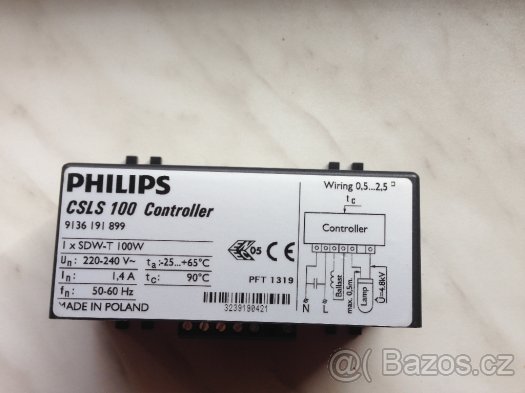 PHILIPS
CSLS 100 Controller
9136 191 899
1 x SDW-T 100W
Un: 220-240 V~ ta:-25...+65°C
In: 1,4 A tc: 90°C
fn: 50-60 Hz
MADE IN POLAND
05 CE
PFT 1319
3239190421
Wiring 0,5...2,5 □
tc
Controller
Ballast
max. 0,5m.
Lamp
Û=4.8kV
N L
Bazos.cz